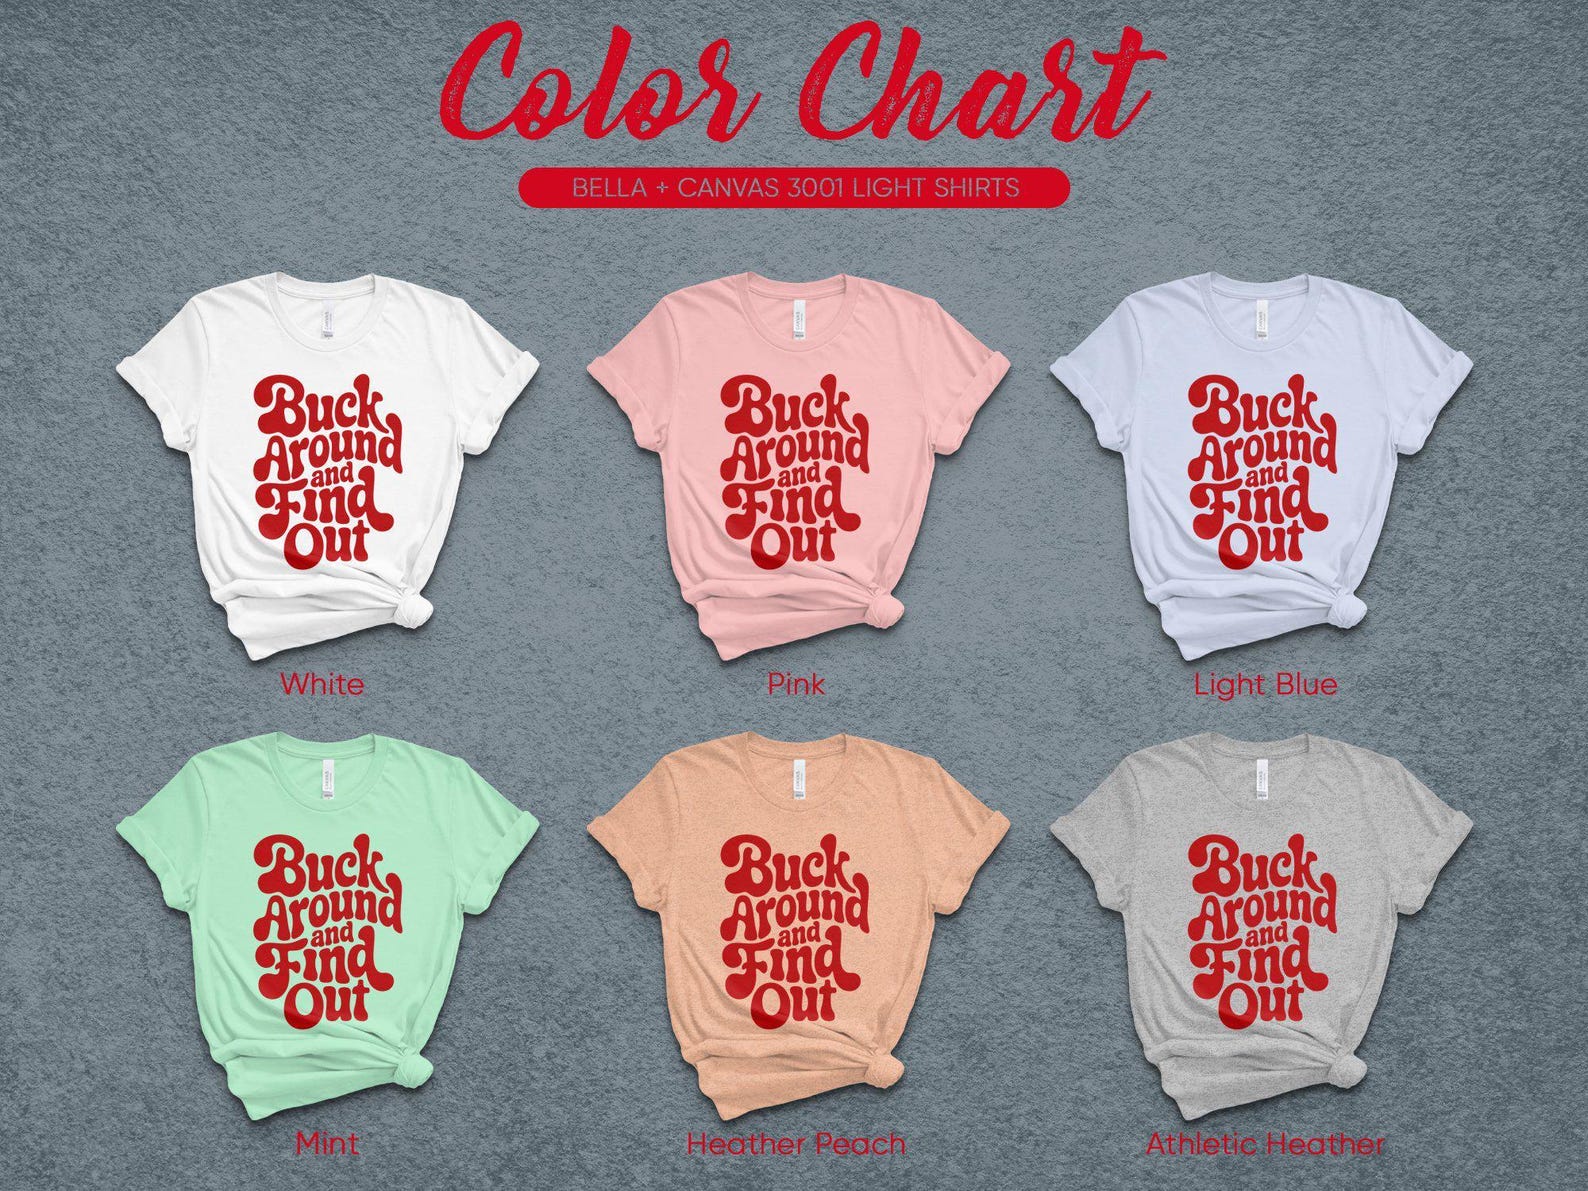 Color Chart
BELLA + CANVAS 3001 LIGHT SHIRTS
Buck
Around
and
Find
Out
White
Buck
Around
and
Find
Out
Pink
Buck
Around
and
Find
Out
Light Blue
Buck
Around
and
Find
Out
Mint
Buck
Around
and
Find
Out
Heather Peach
Buck
Around
and
Find
Out
Athletic Heather